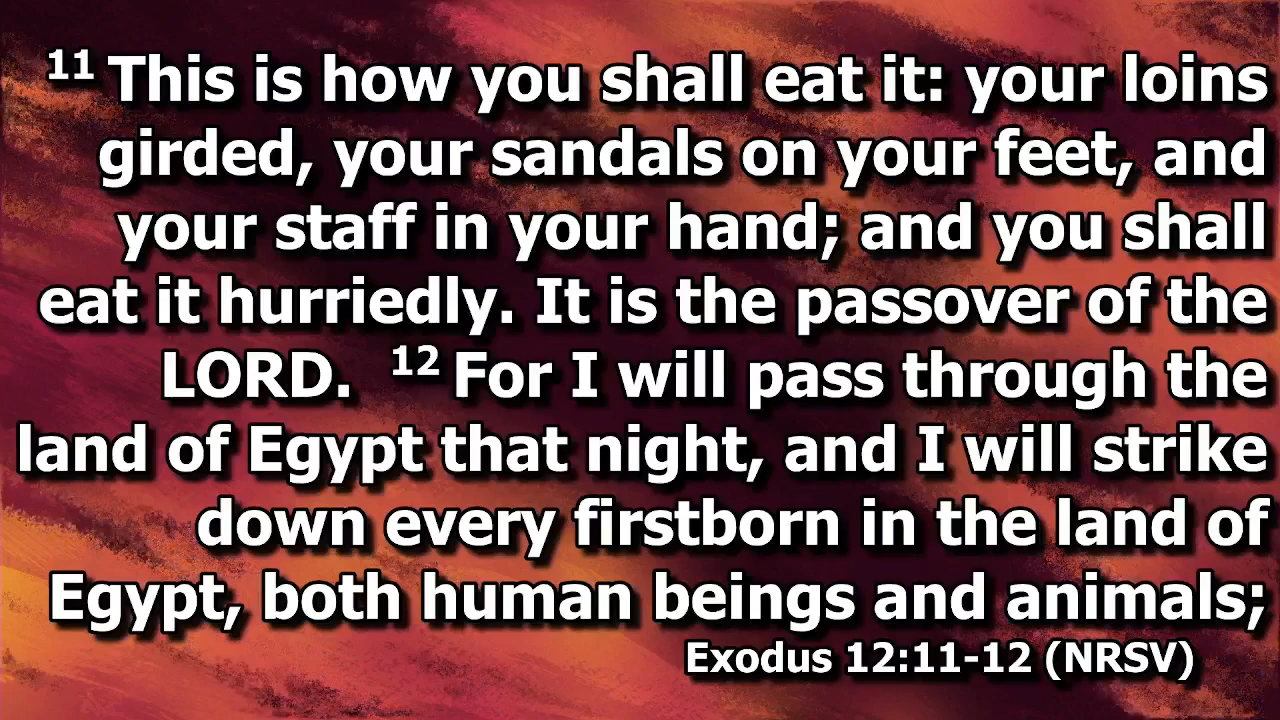 11 This is how you shall eat it: your loins
girded, your sandals on your feet, and
your staff in your hand; and you shall
eat it hurriedly. It is the passover of the
LORD. 12 For I will pass through the
land of Egypt that night, and I will strike
down every firstborn in the land of
Egypt, both human beings and animals;
Exodus 12:11-12 (NRSV)